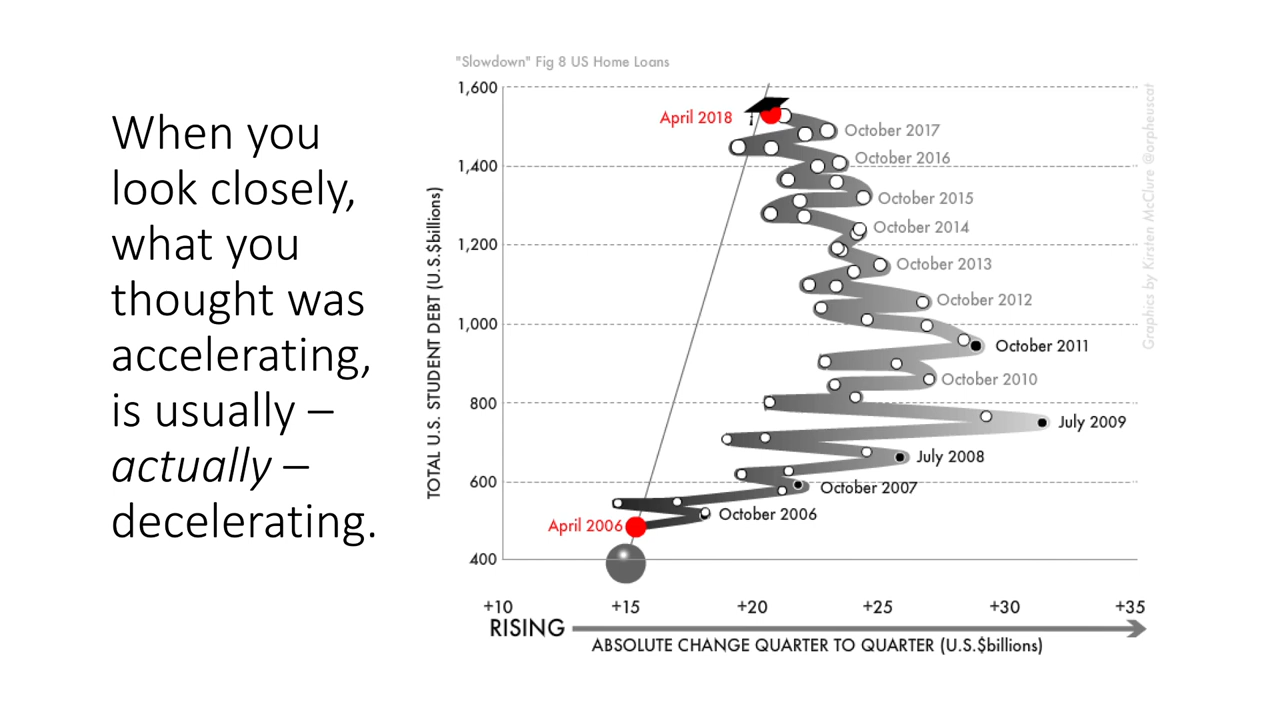 When you
look closely,
what you
thought was
accelerating,
is usually –
actually –
decelerating.
"Slowdown" Fig 8 US Home Loans
TOTAL U.S. STUDENT DEBT (U.S.$billions)
1,600
1,400
1,200
1,000
800
600
400
April 2018
October 2017
October 2016
October 2015
October 2014
October 2013
October 2012
October 2011
October 2010
July 2009
July 2008
October 2007
October 2006
April 2006
+10
+15
+20
+25
+30
+35
RISING
ABSOLUTE CHANGE QUARTER TO QUARTER (U.S.$billions)
Graphics by Kirsten McClure @orpheuscat